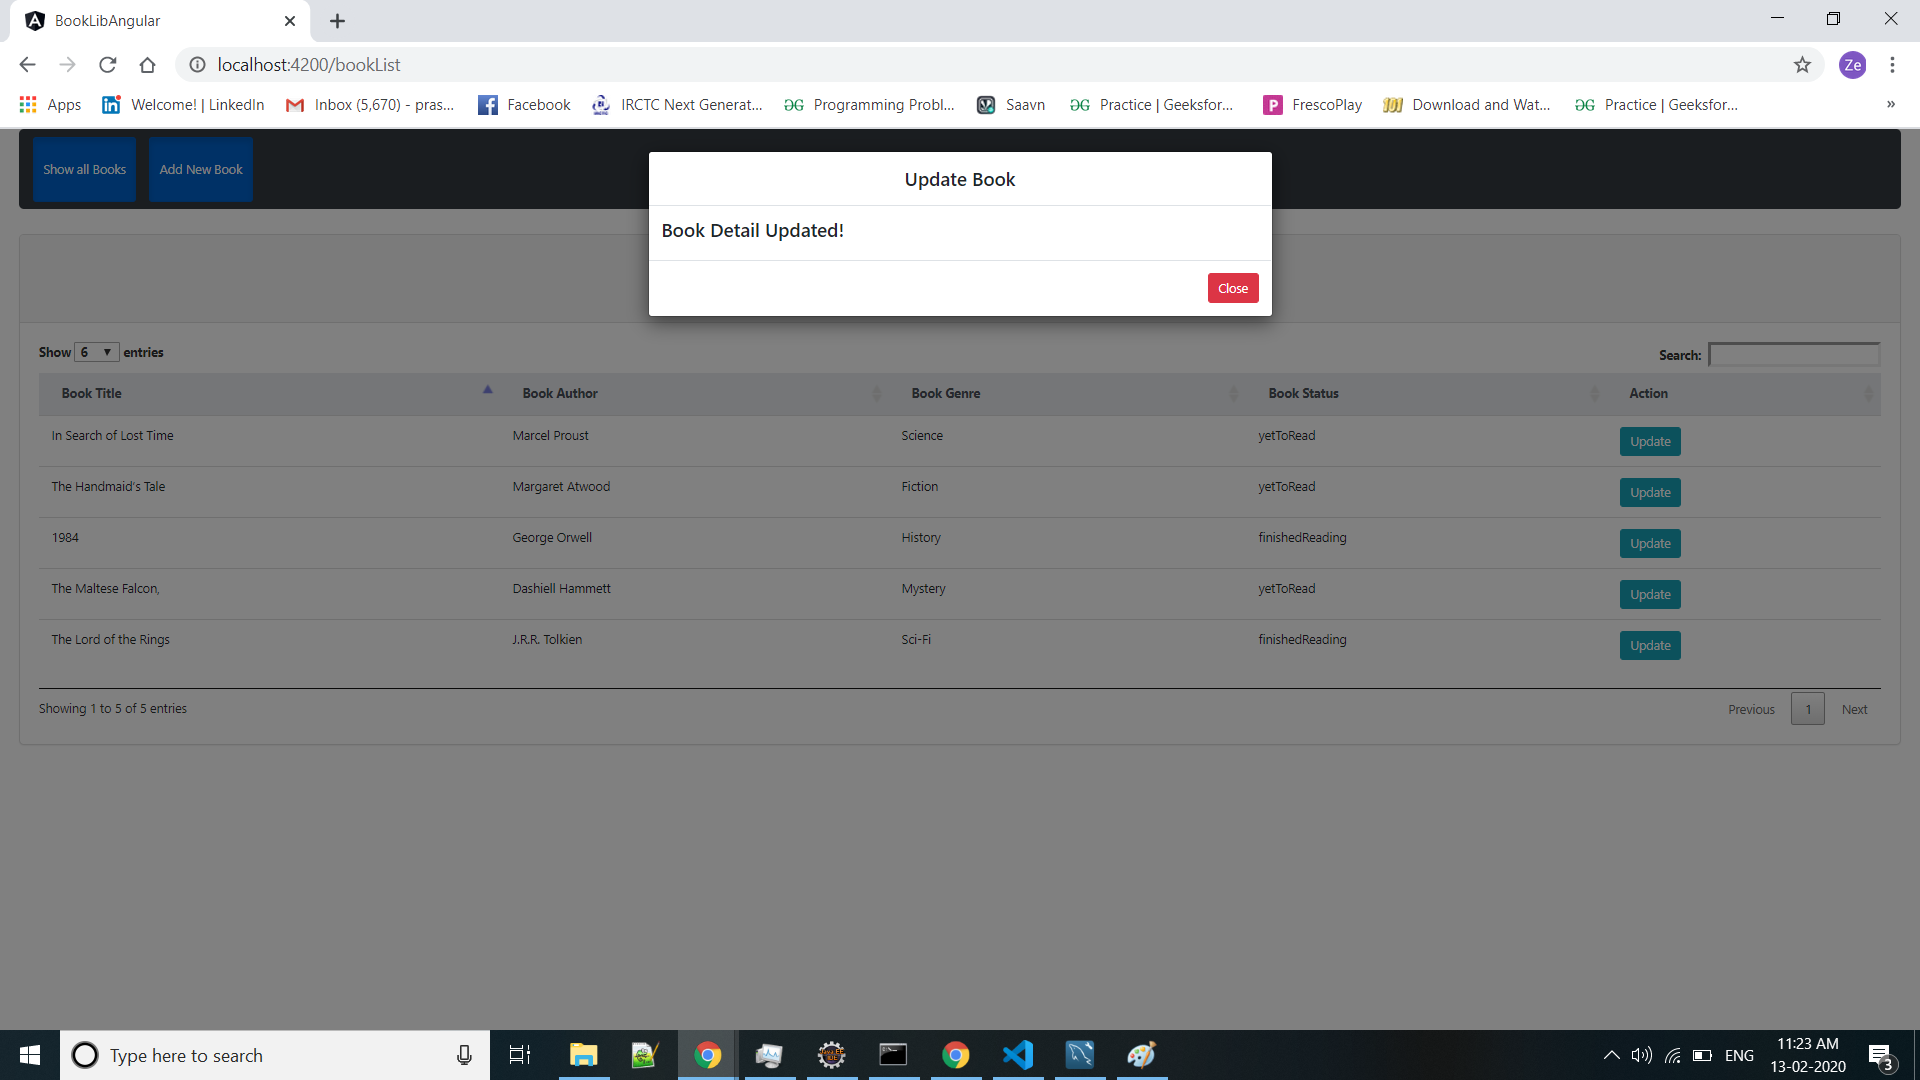 BookLibAngular
localhost:4200/bookList
Ze
Apps Welcome! | LinkedIn Inbox (5,670) - pras... Facebook IRCTC Next Generat... Programming Probl... Saavn Practice | Geeksfor... FrescoPlay Download and Wat... Practice | Geeksfor... »
Show all Books Add New Book
Update Book
Book Detail Updated!
Close
Show 6 entries Search:
Book Title Book Author Book Genre Book Status Action
In Search of Lost Time Marcel Proust Science yetToRead Update
The Handmaid's Tale Margaret Atwood Fiction yetToRead Update
1984 George Orwell History finishedReading Update
The Maltese Falcon, Dashiell Hammett Mystery yetToRead Update
The Lord of the Rings J.R.R. Tolkien Sci-Fi finishedReading Update
Showing 1 to 5 of 5 entries Previous 1 Next
Type here to search
ENG
11:23 AM
13-02-2020
3